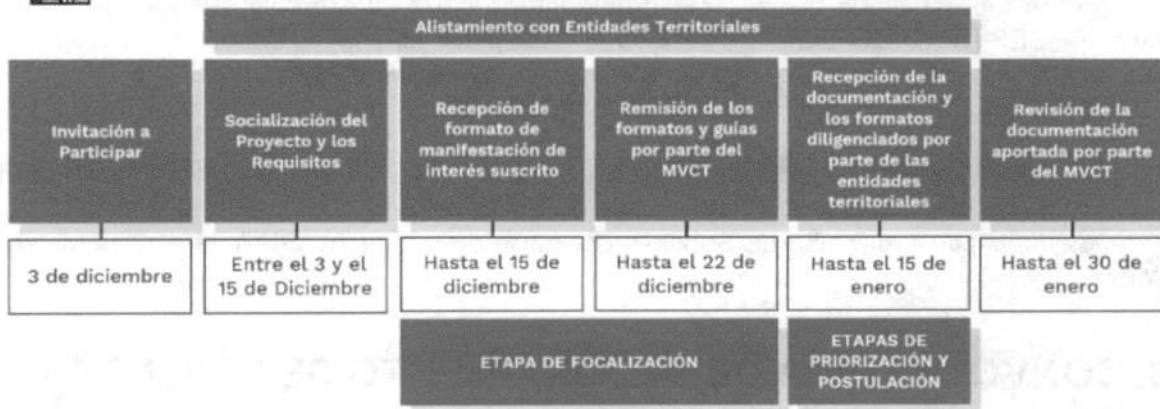 Alistamiento con Entidades Territoriales
Invitación a
Participar
Socialización del
Proyecto y los
Requisitos
Recepción de
formato de
manifestación de
interés suscrito
Remisión de los
formatos y guías
por parte del
MVCT
Recepción de la
documentación y
los formatos
diligenciados por
parte de las
entidades
territoriales
Revisión de la
documentación
aportada por parte
del MVCT
3 de diciembre
Entre el 3 y el
15 de Diciembre
Hasta el 15 de
diciembre
Hasta el 22 de
diciembre
Hasta el 15 de
enero
Hasta el 30 de
enero
ETAPA DE FOCALIZACIÓN
ETAPAS DE
PRIORIZACIÓN Y
POSTULACIÓN